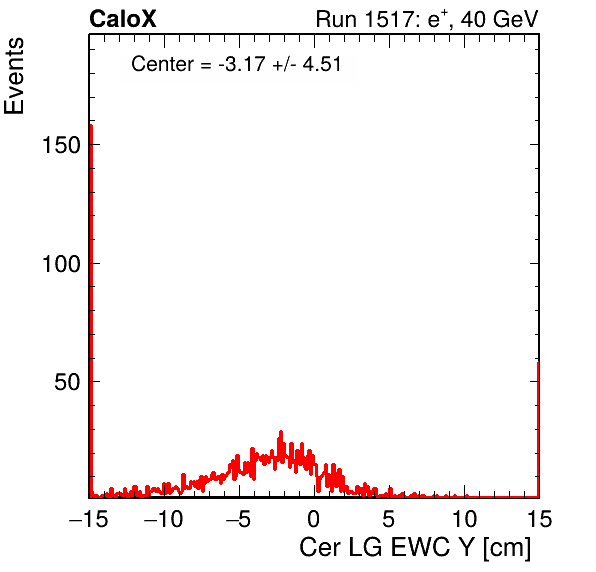 CaloX
Run 1517: e+, 40 GeV
Center = -3.17 +/- 4.51
Events
150
100
50
−15 −10 −5 0 5 10 15
Cer LG EWC Y [cm]